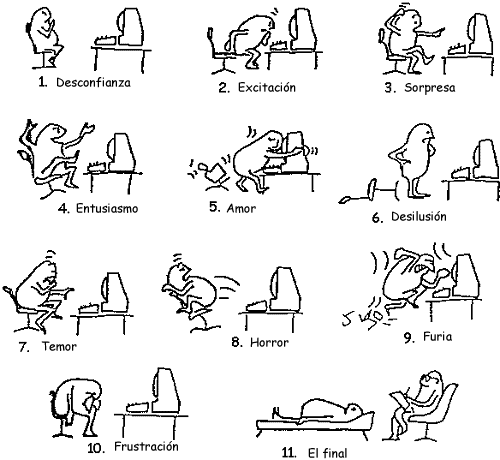 1. Desconfianza
2. Excitación
3. Sorpresa
4. Entusiasmo
5. Amor
6. Desilusión
7. Temor
8. Horror
9. Furia
10. Frustración
11. El final